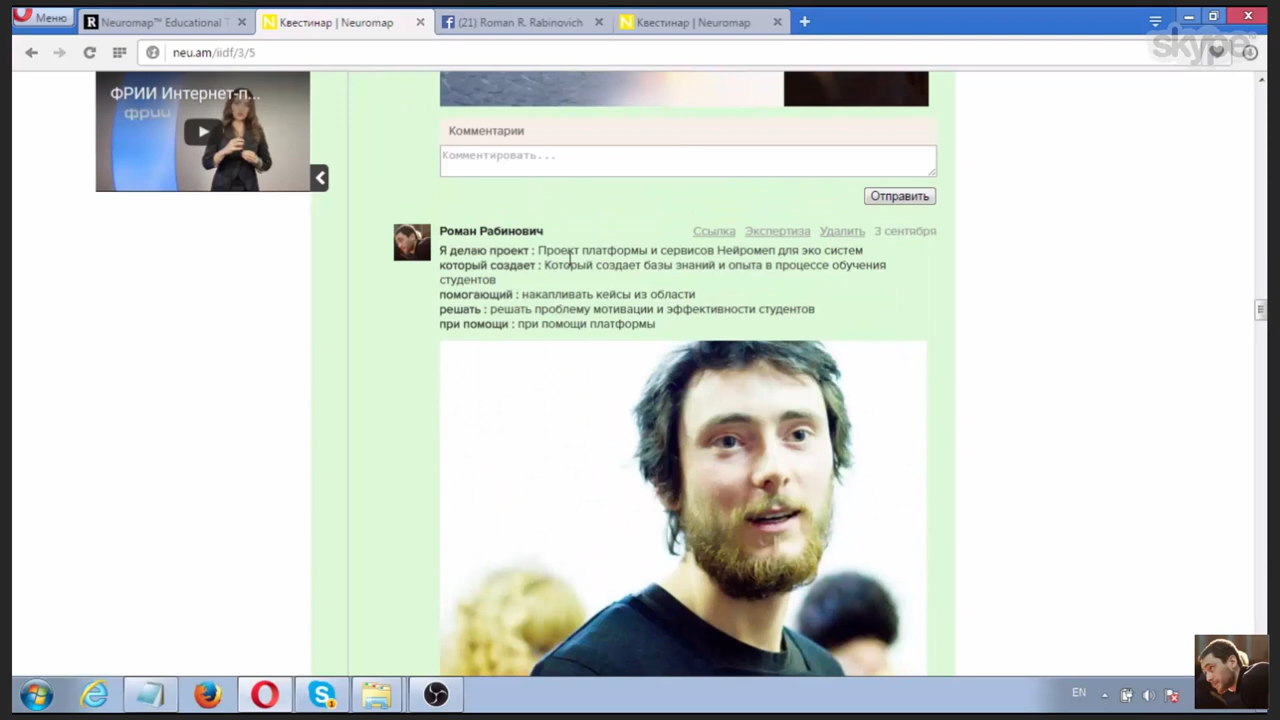 Меню
Neuromap™ Educational T
Квестинар | Neuromap
(21) Roman R. Rabinovich
Квестинар | Neuromap
neu.am/iidf/3/5
skype
ФРИИ Интернет-п...
фрии
Комментарии
Комментировать...
Отправить
Роман Рабинович
Ссылка Экспертиза Удалить 3 сентября
Я делаю проект : Проект платформы и сервисов Нейромеп для эко систем
который создает : Который создает базы знаний и опыта в процессе обучения
студентов
помогающий : накапливать кейсы из области
решать : решать проблему мотивации и эффективности студентов
при помощи : при помощи платформы
EN